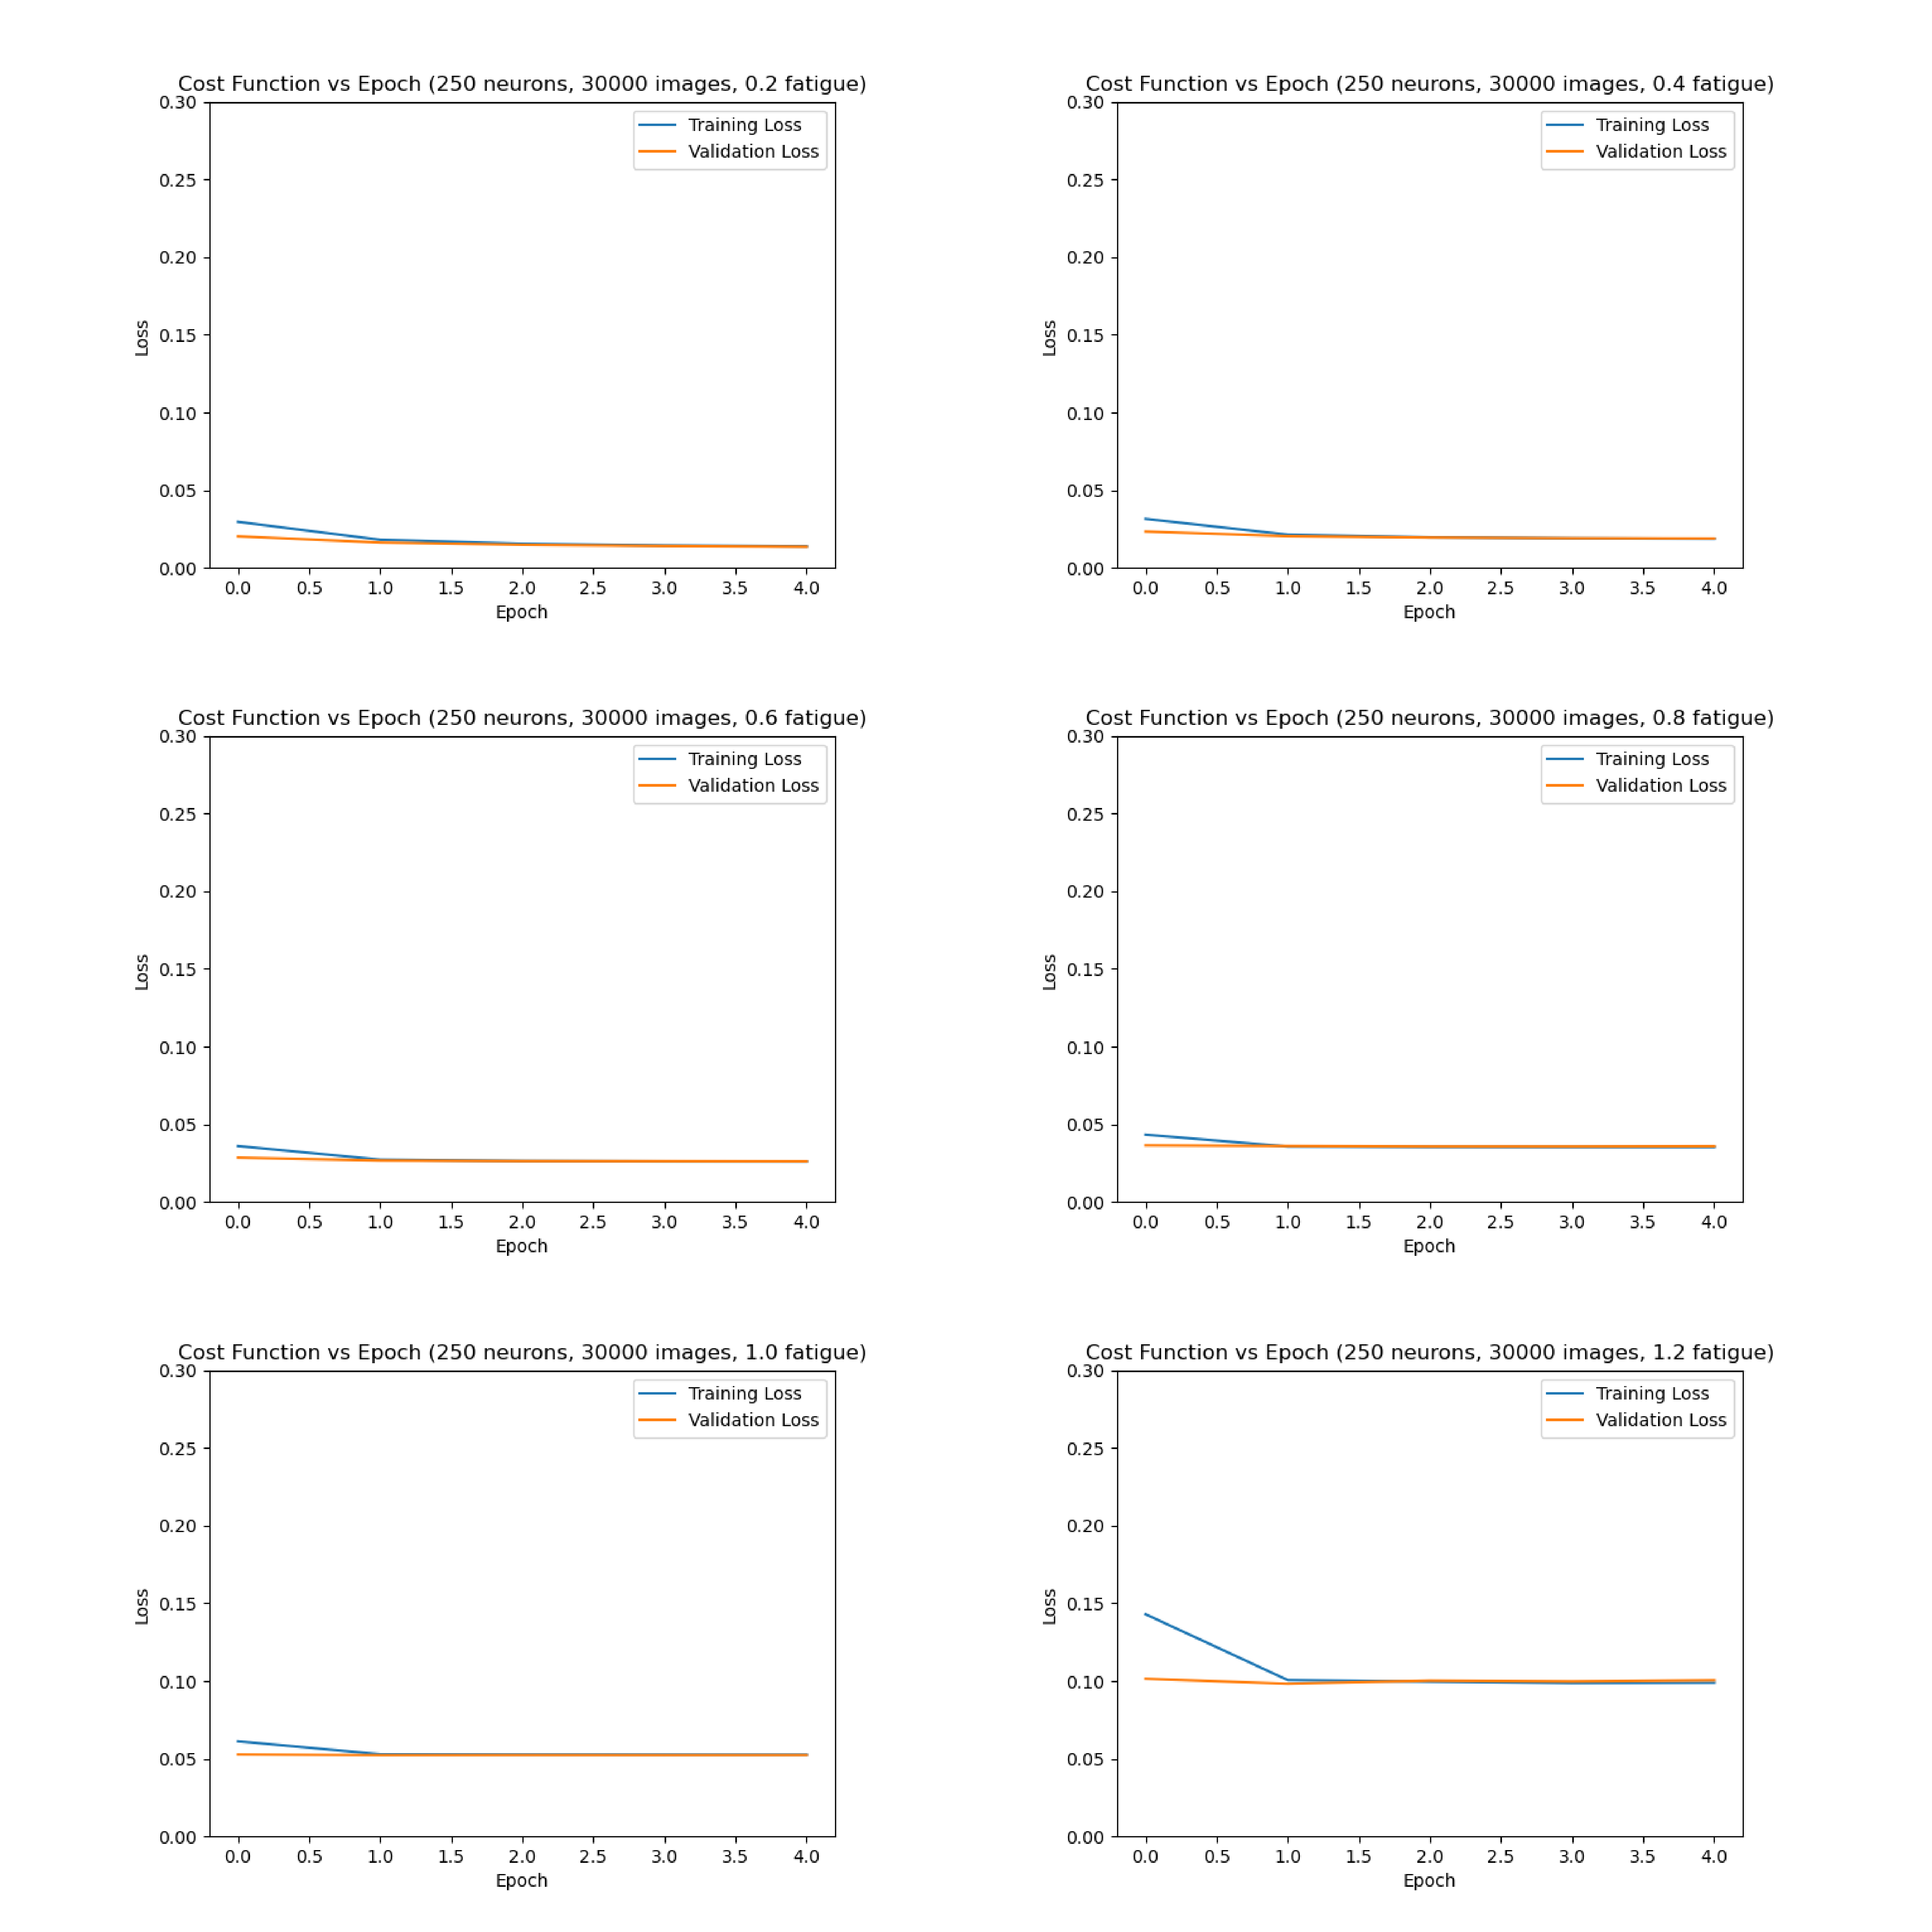 Cost Function vs Epoch (250 neurons, 30000 images, 0.2 fatigue)
0.30
0.25
0.20
0.15
0.10
0.05
0.00
Loss
Training Loss
Validation Loss
0.0 0.5 1.0 1.5 2.0 2.5 3.0 3.5 4.0
Epoch
Cost Function vs Epoch (250 neurons, 30000 images, 0.4 fatigue)
0.30
0.25
0.20
0.15
0.10
0.05
0.00
Loss
Training Loss
Validation Loss
0.0 0.5 1.0 1.5 2.0 2.5 3.0 3.5 4.0
Epoch
Cost Function vs Epoch (250 neurons, 30000 images, 0.6 fatigue)
0.30
0.25
0.20
0.15
0.10
0.05
0.00
Loss
Training Loss
Validation Loss
0.0 0.5 1.0 1.5 2.0 2.5 3.0 3.5 4.0
Epoch
Cost Function vs Epoch (250 neurons, 30000 images, 0.8 fatigue)
0.30
0.25
0.20
0.15
0.10
0.05
0.00
Loss
Training Loss
Validation Loss
0.0 0.5 1.0 1.5 2.0 2.5 3.0 3.5 4.0
Epoch
Cost Function vs Epoch (250 neurons, 30000 images, 1.0 fatigue)
0.30
0.25
0.20
0.15
0.10
0.05
0.00
Loss
Training Loss
Validation Loss
0.0 0.5 1.0 1.5 2.0 2.5 3.0 3.5 4.0
Epoch
Cost Function vs Epoch (250 neurons, 30000 images, 1.2 fatigue)
0.30
0.25
0.20
0.15
0.10
0.05
0.00
Loss
Training Loss
Validation Loss
0.0 0.5 1.0 1.5 2.0 2.5 3.0 3.5 4.0
Epoch